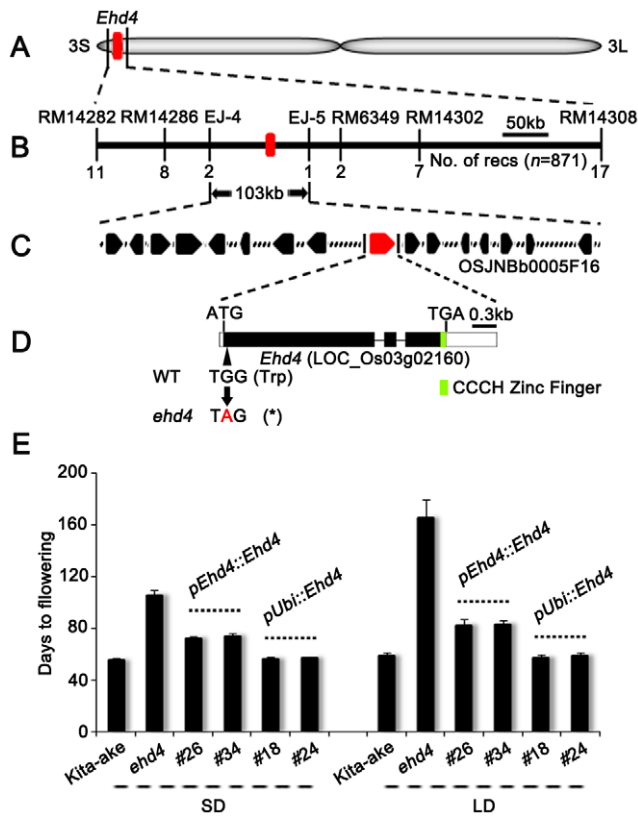 Ehd4
A 3S 3L
RM14282 RM14286 EJ-4 EJ-5 RM6349 RM14302 50kb RM14308
B
11 8 2 1 2 7 No. of recs (n=871) 17
103kb
C
OSJNBb0005F16
ATG TGA 0.3kb
D
Ehd4 (LOC_Os03g02160)
WT TGG (Trp)
CCCH Zinc Finger
ehd4 TAG (*)
E
200
160
120
80
40
0
Days to fllowering
pEhd4::Ehd4
pUbi::Ehd4
pEhd4::Ehd4
pUbi::Ehd4
Kita-ake ehd4 #26 #34 #18 #24 Kita-ake ehd4 #26 #34 #18 #24
SD LD